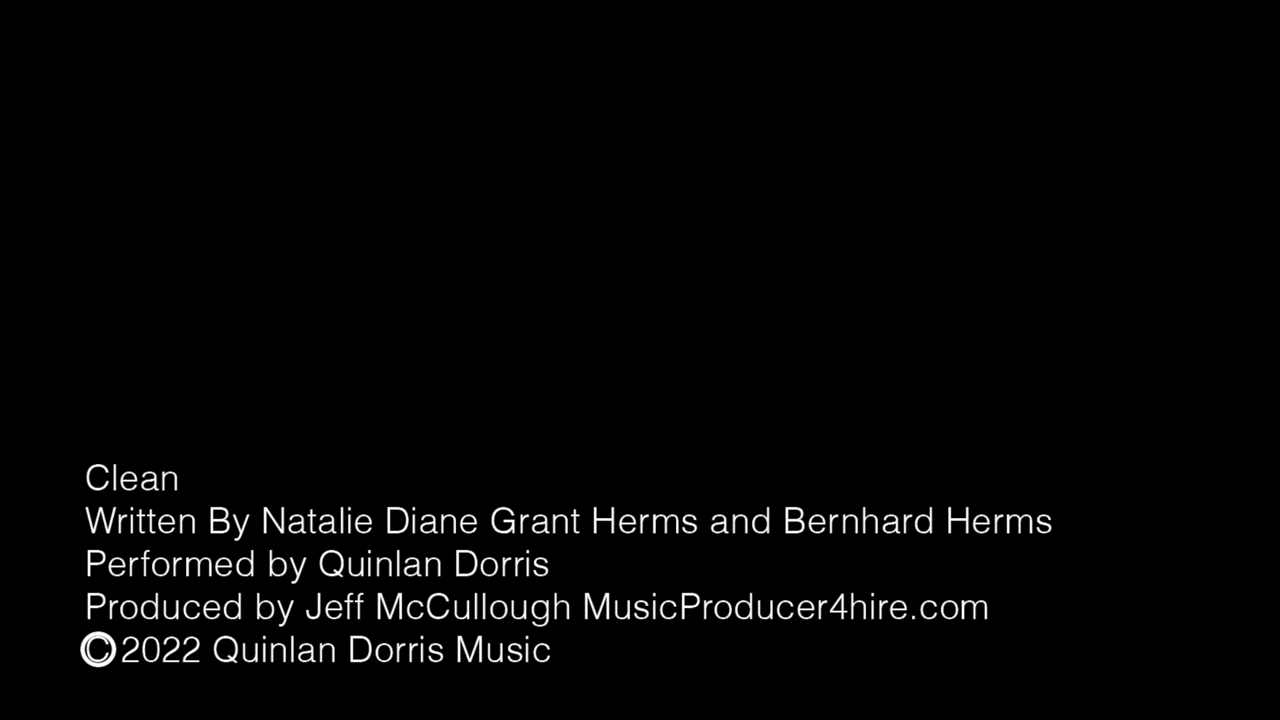 Clean
Written By Natalie Diane Grant Herms and Bernhard Herms
Performed by Quinlan Dorris
Produced by Jeff McCullough MusicProducer4hire.com
©2022 Quinlan Dorris Music